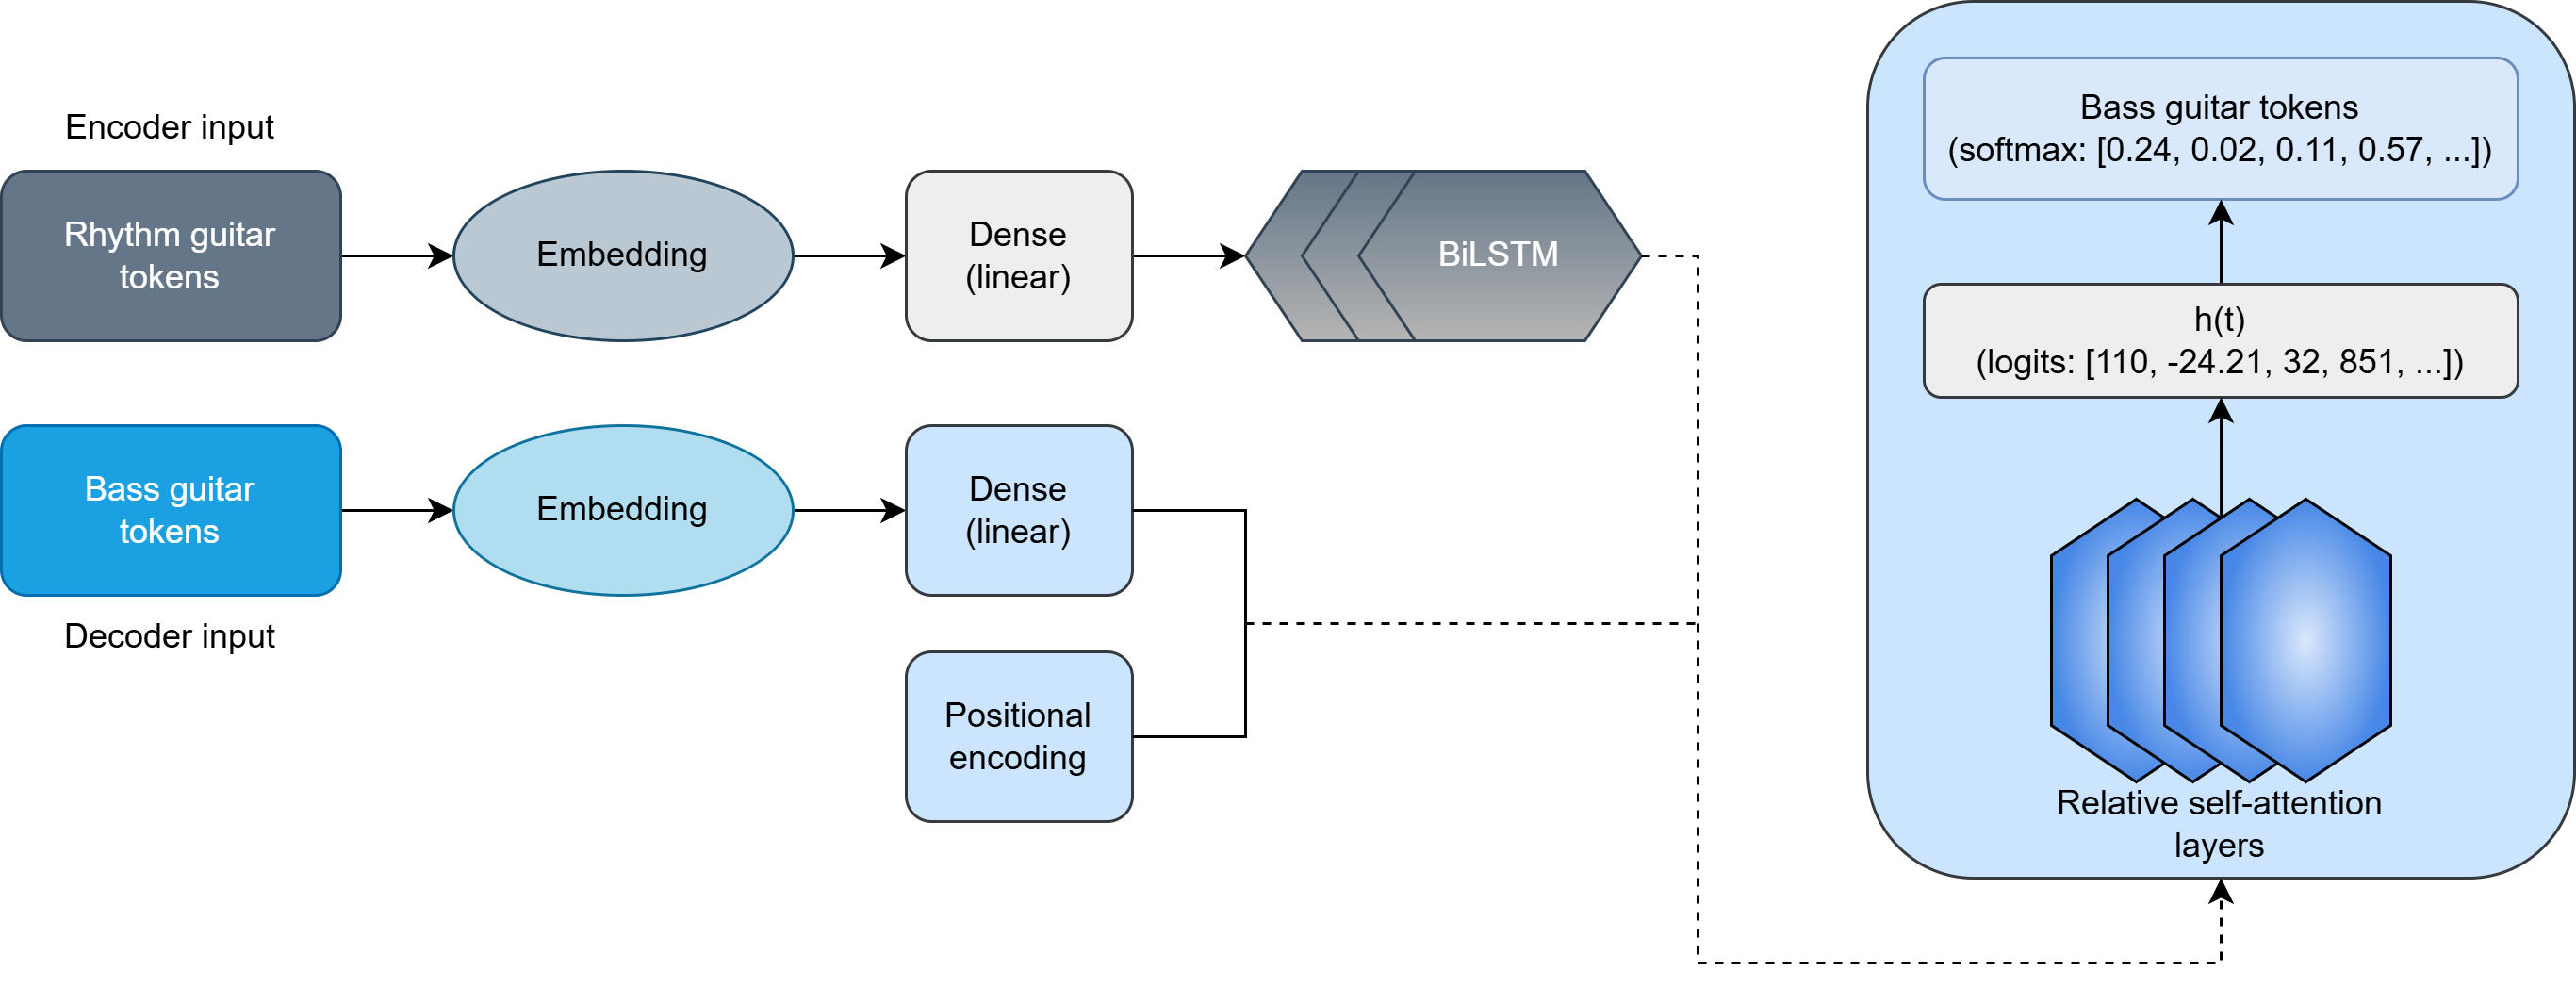 Encoder input
Rhythm guitar
tokens
Embedding
Dense
(linear)
BiLSTM
Bass guitar
tokens
Decoder input
Embedding
Dense
(linear)
Positional
encoding
Bass guitar tokens
(softmax: [0.24, 0.02, 0.11, 0.57, ...])
h(t)
(logits: [110, -24.21, 32, 851, ...])
Relative self-attention
layers